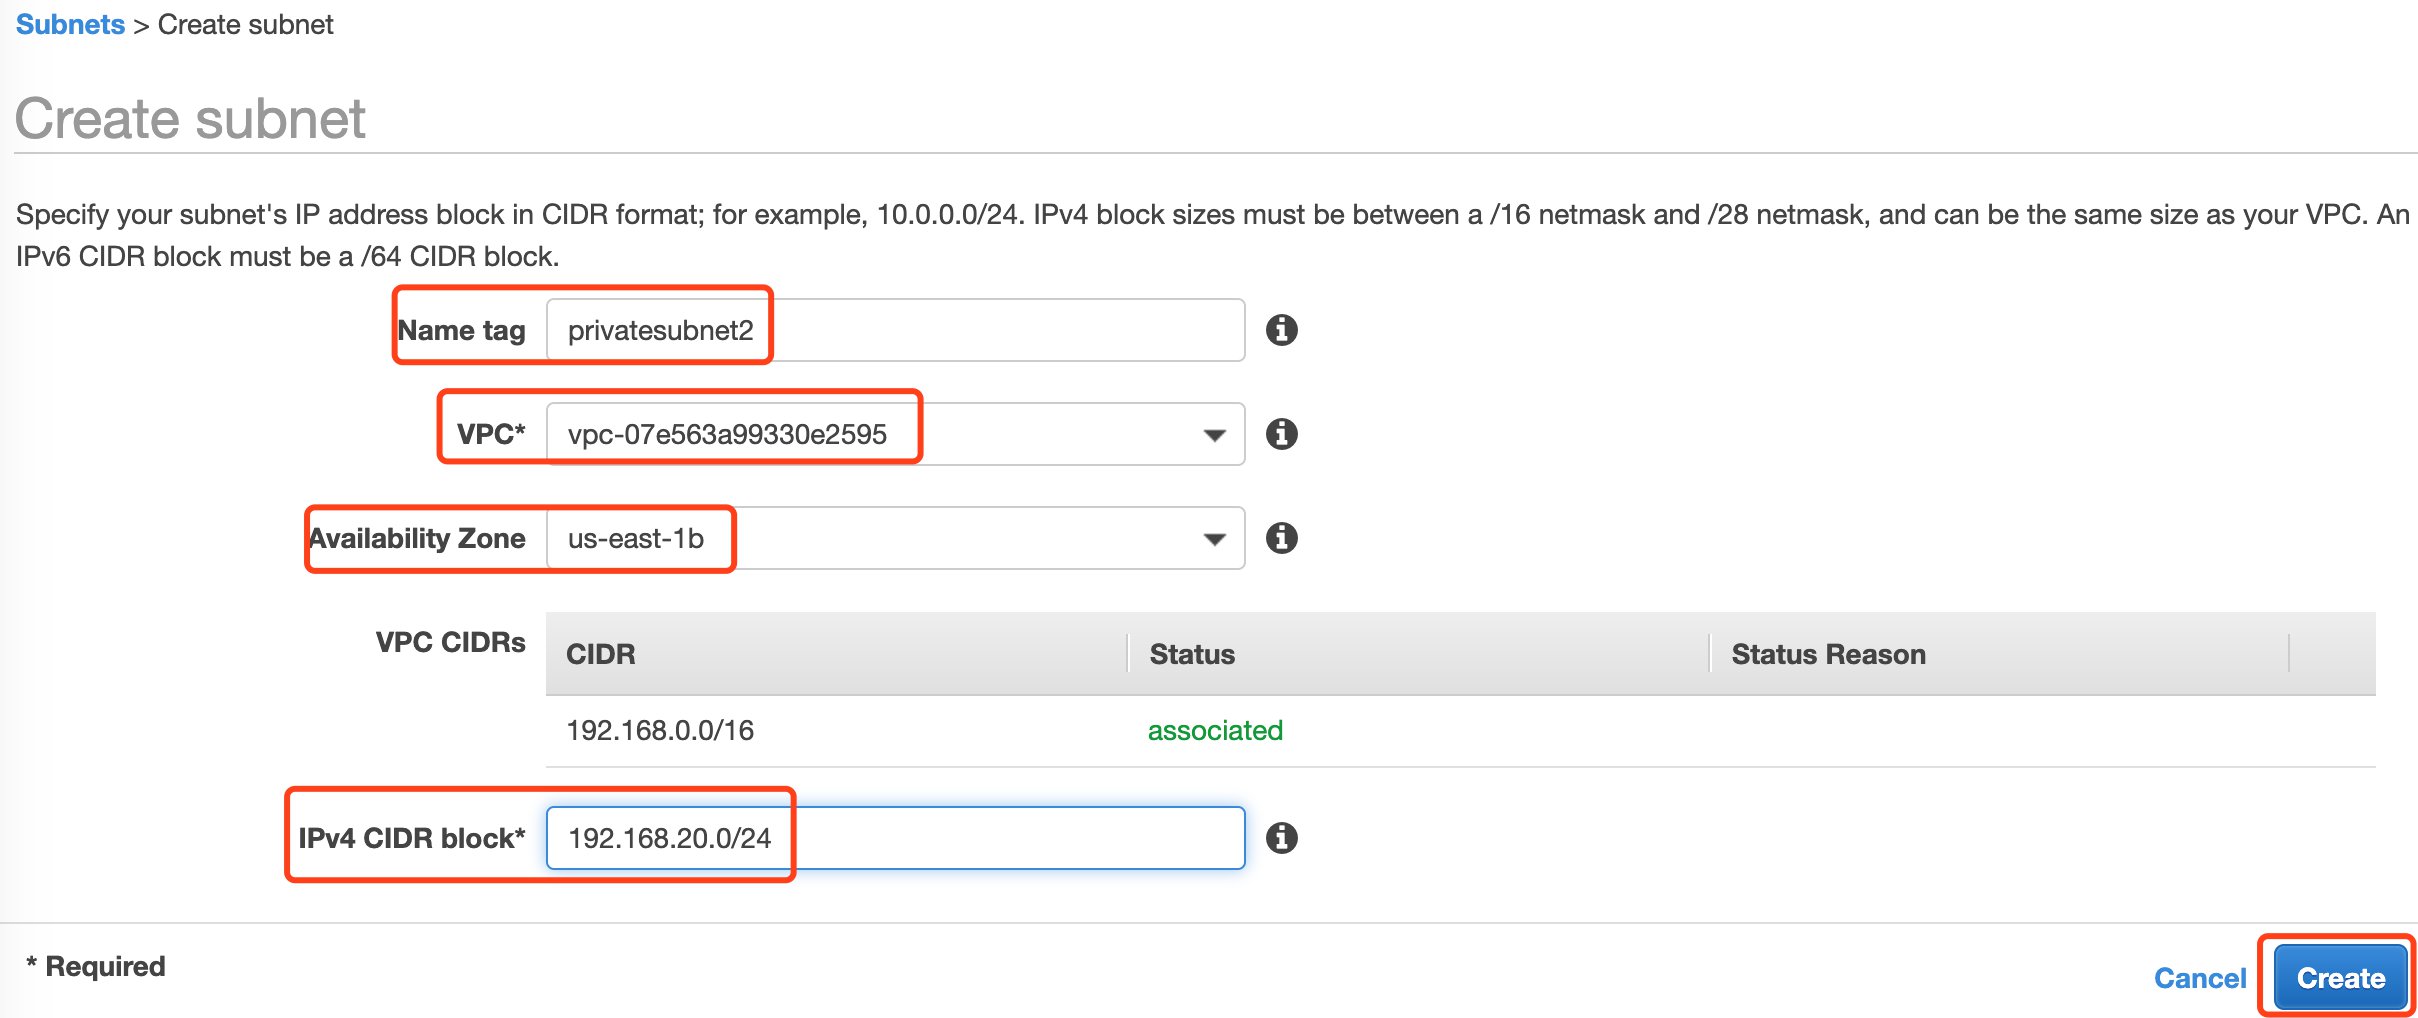 Subnets > Create subnet
Create subnet
Specify your subnet's IP address block in CIDR format; for example, 10.0.0.0/24. IPv4 block sizes must be between a /16 netmask and /28 netmask, and can be the same size as your VPC. An
IPv6 CIDR block must be a /64 CIDR block.
Name tag privatesubnet2
VPC* vpc-07e563a99330e2595
Availability Zone us-east-1b
VPC CIDRs CIDR Status Status Reason
192.168.0.0/16 associated
IPv4 CIDR block* 192.168.20.0/24
* Required Cancel Create